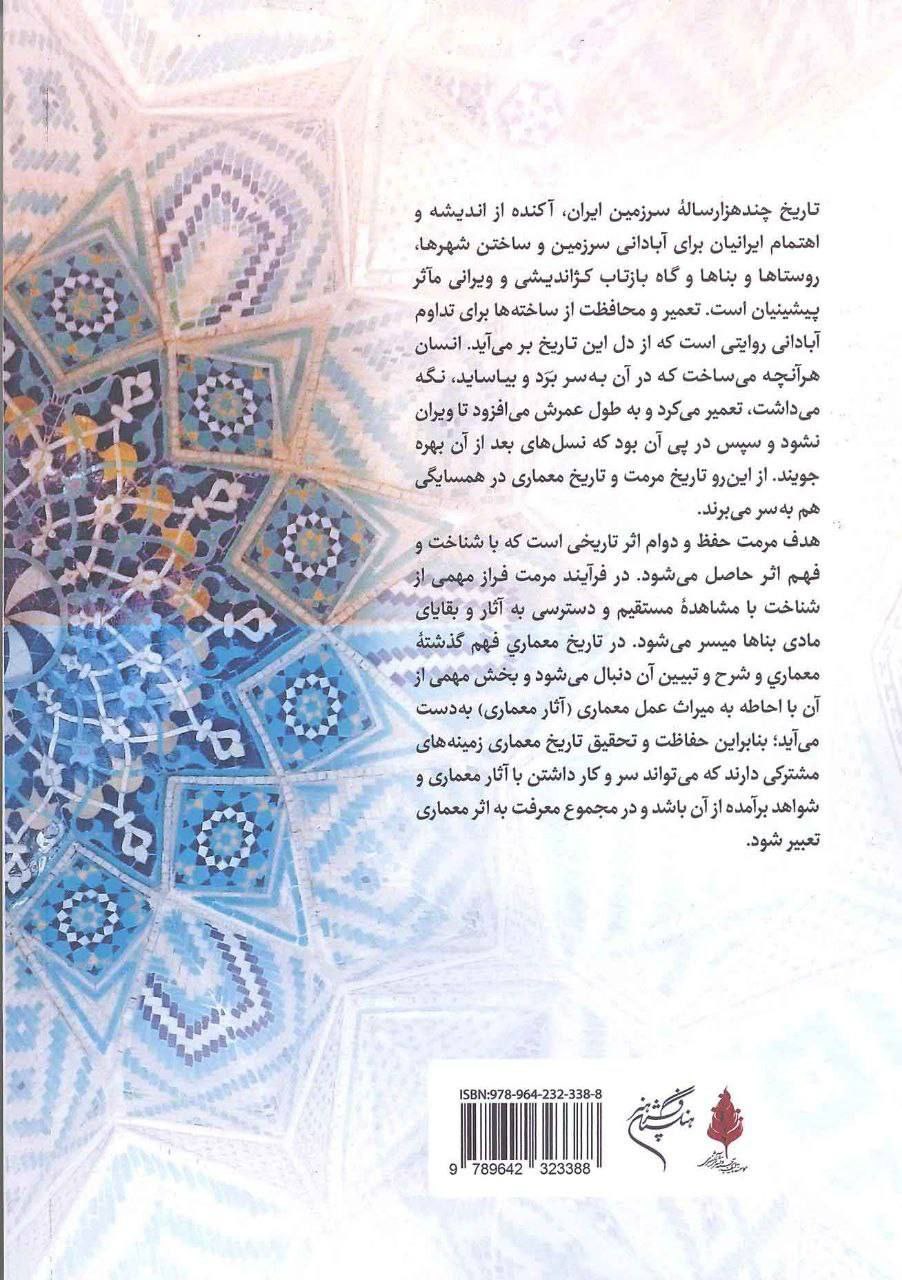 تاریخ چندهزارسالهٔ سرزمین ایران، آکنده از اندیشه و
اهتمام ایرانیان برای آبادانی سرزمین و ساختن شهرها،
روستاها و بناها و گاه بازتاب کژاندیشی و ویرانی مآثر
پیشینیان است. تعمیر و محافظت از ساخته‌ها برای تداوم
آبادانی روایتی است که از دل این تاریخ بر می‌آید. انسان
هرآنچه می‌ساخت که در آن به‌سر بَرَد و بیاساید، نگه
می‌داشت، تعمیر می‌کرد و به طول عمرش می‌افزود تا ویران
نشود و سپس در پی آن بود که نسل‌های بعد از آن بهره
جویند. از این‌رو تاریخ مرمت و تاریخ معماری در همسایگی
هم به‌سر می‌برند.
هدف مرمت حفظ و دوام اثر تاریخی است که با شناخت و
فهم اثر حاصل می‌شود. در فرآیند مرمت فراز مهمی از
شناخت با مشاهدهٔ مستقیم و دسترسی به آثار و بقایای
مادی بناها میسر می‌شود. در تاریخ معماري فهم گذشتهٔ
معماري و شرح و تبیین آن دنبال می‌شود و بخش مهمی از
آن با احاطه به میراث عمل معماری (آثار معماری) به‌دست
می‌آید؛ بنابراین حفاظت و تحقیق تاریخ معماری زمینه‌های
مشترکی دارند که می‌تواند سر و کار داشتن با آثار معماری و
شواهد برآمده از آن باشد و در مجموع معرفت به اثر معماری
تعبیر شود.
ISBN:978-964-232-338-8
9 789642 323388
فرهنگستان هنر